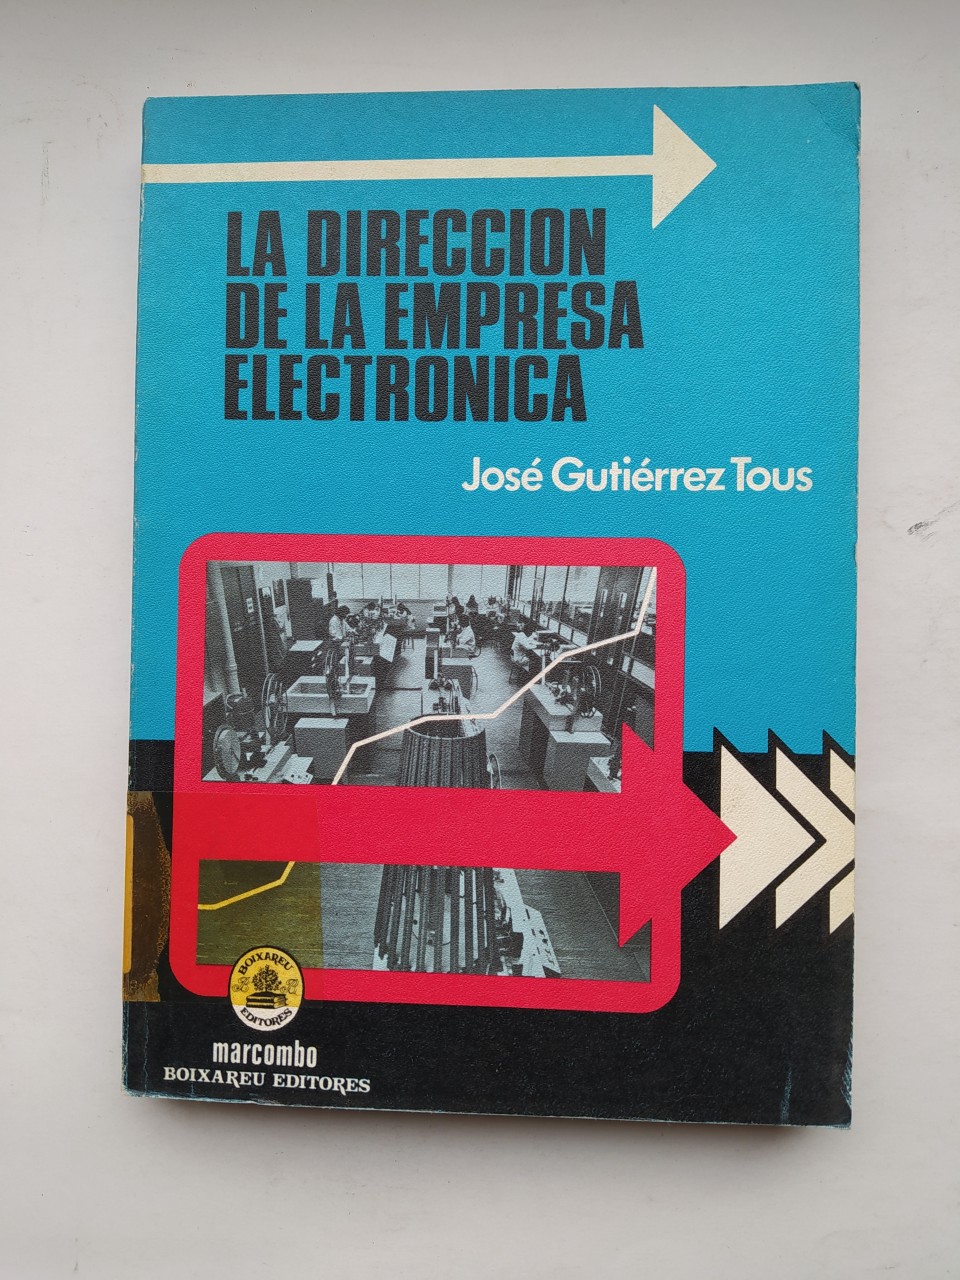 LA DIRECCION
DE LA EMPRESA
ELECTRONICA
José Gutiérrez Tous
BOIXAREU
EDITORES
marcombo
BOIXAREU EDITORES